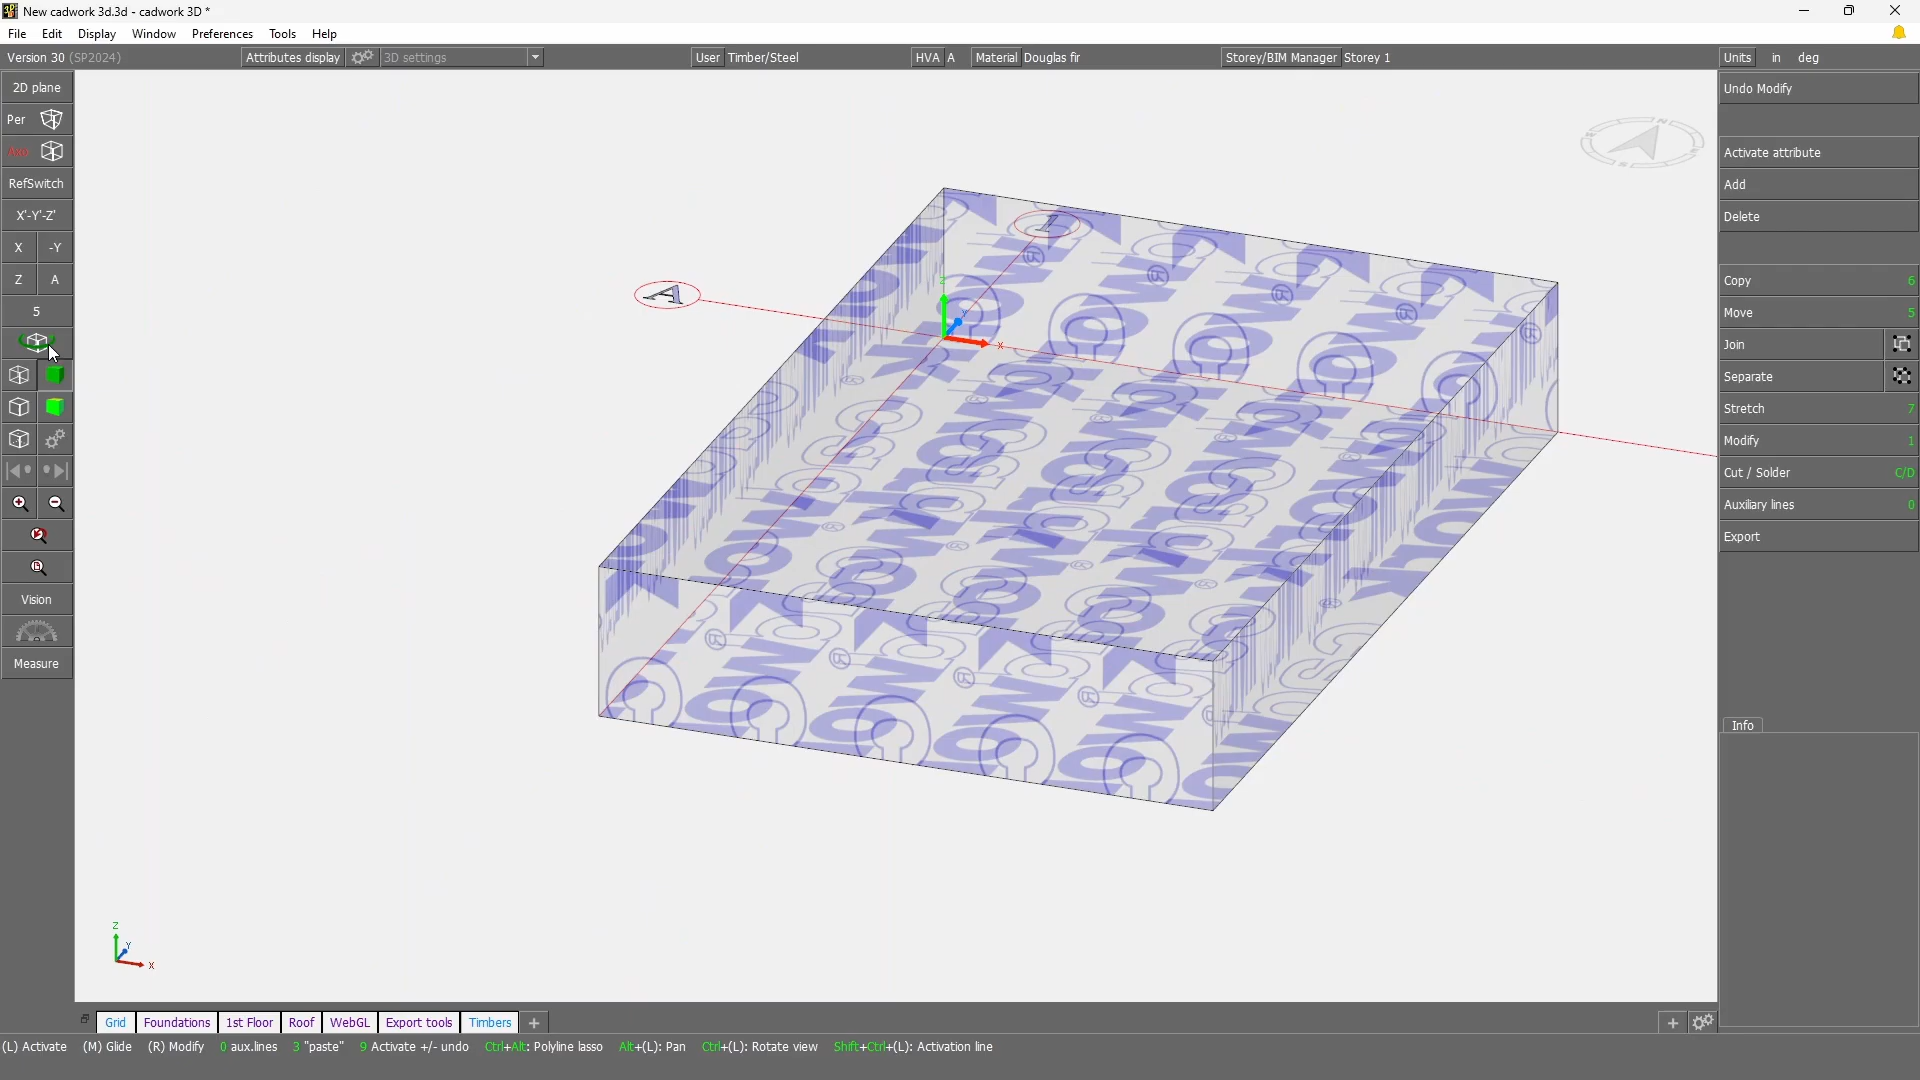 New cadwork 3d.3d - cadwork 3D *
File Edit Display Window Preferences Tools Help
Version 30 (SP2024) Attributes display 3D settings User Timber/Steel HVA A Material Douglas fir Storey/BIM Manager Storey 1 Units in deg
2D plane
Per
Axo
RefSwitch
X'-Y'-Z'
X -Y
Z A
5
Vision
Measure
Undo Modify
Activate attribute
Add
Delete
Copy 6
Move 5
Join
Separate
Stretch 7
Modify 1
Cut / Solder C/D
Auxiliary lines 0
Export
Info
1
A
Z
Y
X
Z
Y
X
Grid Foundations 1st Floor Roof WebGL Export tools Timbers +
(L) Activate (M) Glide (R) Modify 0 aux.lines 3 "paste" 9 Activate +/- undo Ctrl+Alt: Polyline lasso Alt+(L): Pan Ctrl+(L): Rotate view Shift+Ctrl+(L): Activation line